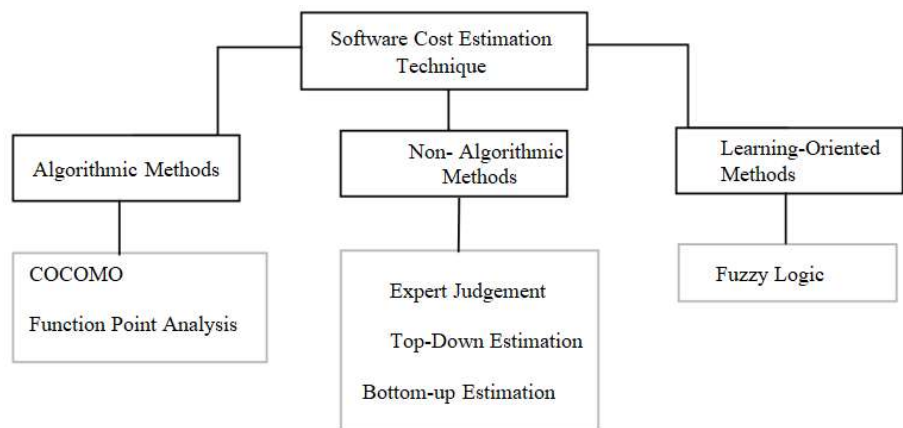 Software Cost Estimation
Technique
Algorithmic Methods
Non- Algorithmic
Methods
Learning-Oriented
Methods
COCOMO
Function Point Analysis
Expert Judgement
Top-Down Estimation
Bottom-up Estimation
Fuzzy Logic